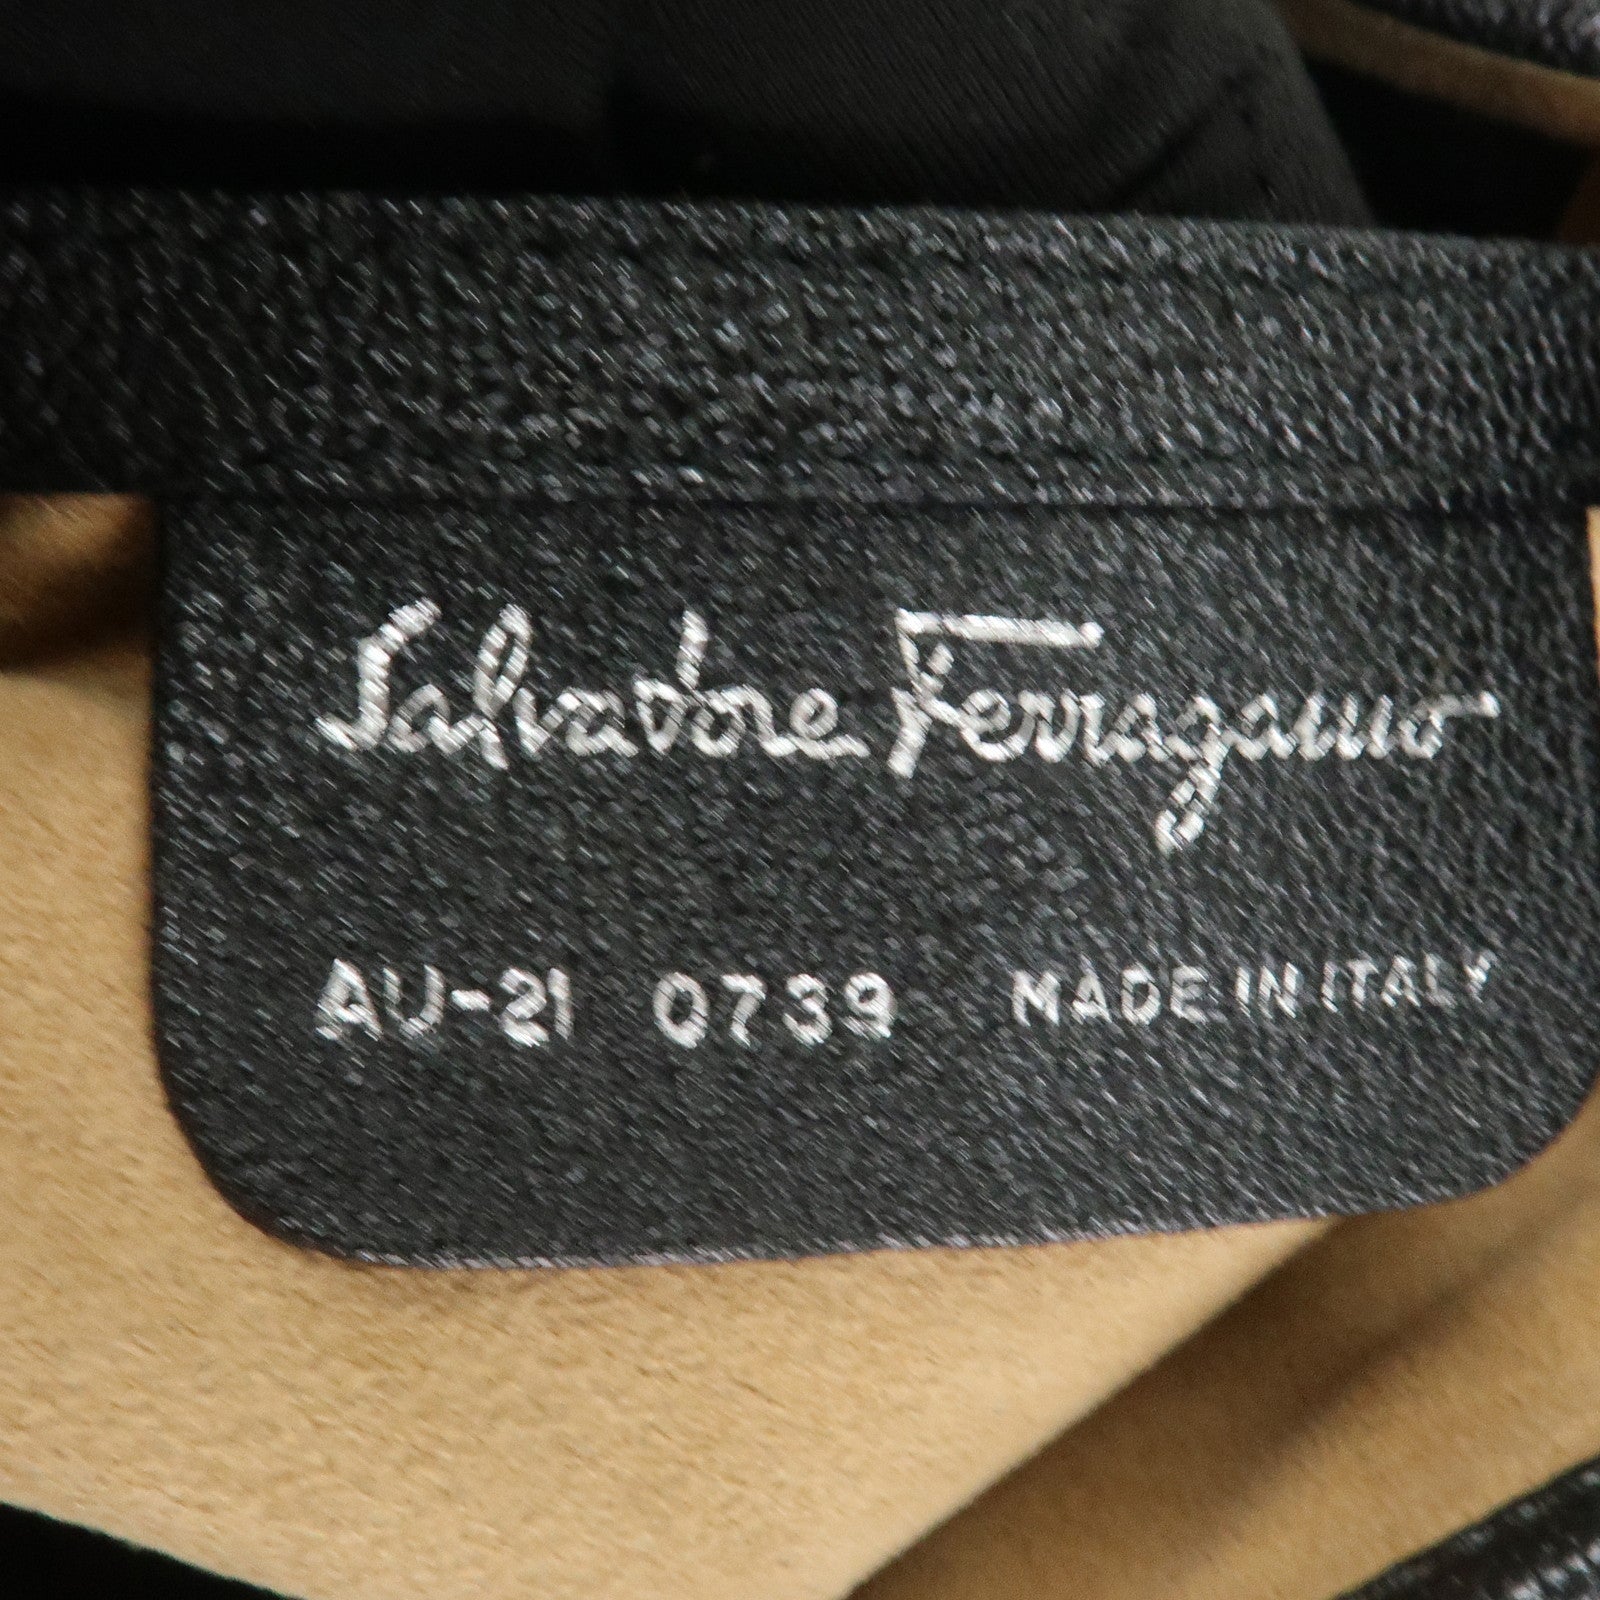 Salvatore Ferragamo
AU-21 0739 MADE IN ITALY